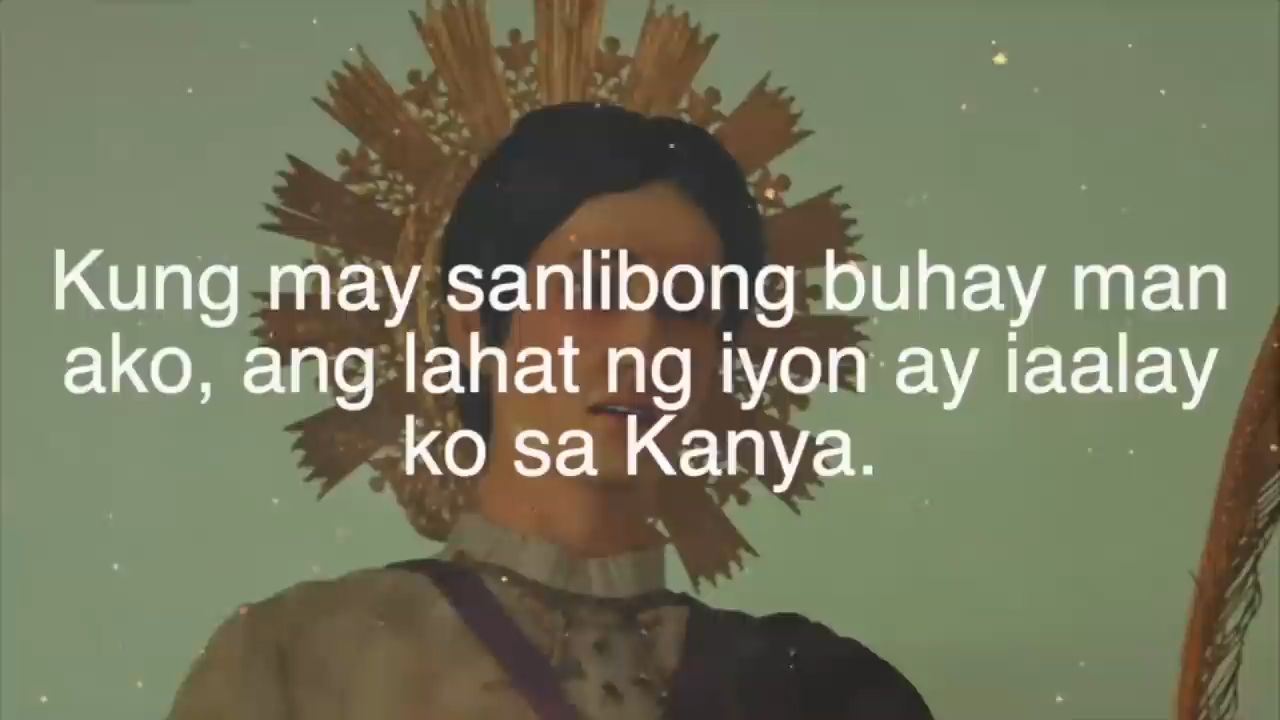 Kung may sanlibong buhay man
ako, ang lahat ng iyon ay iaalay
ko sa Kanya.